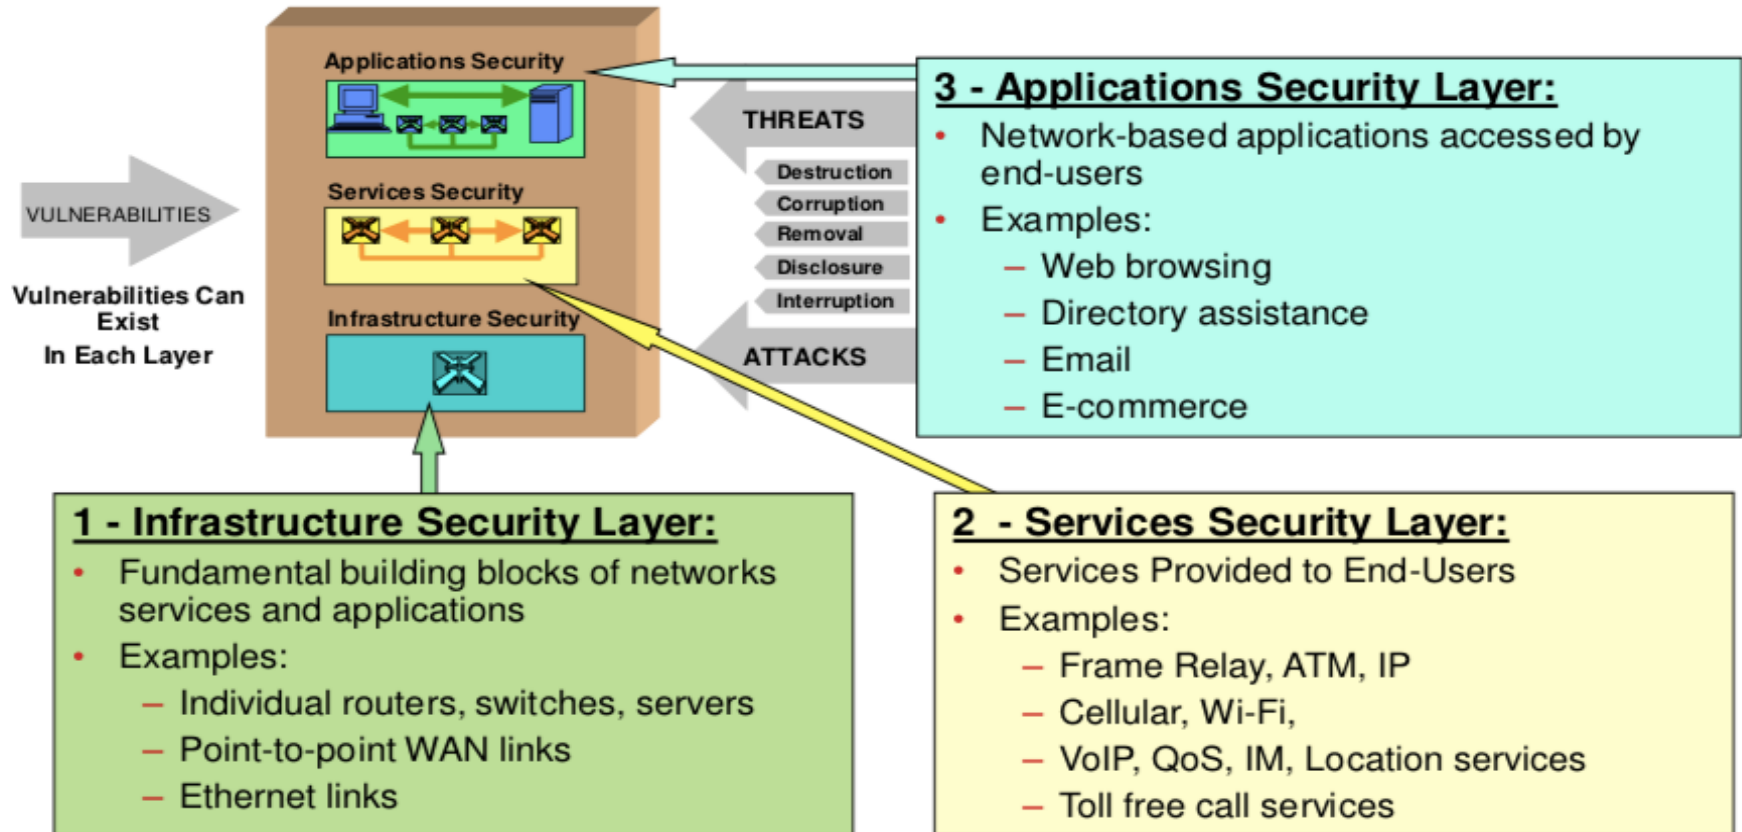 Applications Security
Services Security
Infrastructure Security
VULNERABILITIES
Vulnerabilities Can
Exist
In Each Layer
THREATS
Destruction
Corruption
Removal
Disclosure
Interruption
ATTACKS
3 - Applications Security Layer:
• Network-based applications accessed by
end-users
• Examples:
– Web browsing
– Directory assistance
– Email
– E-commerce
1 - Infrastructure Security Layer:
• Fundamental building blocks of networks
services and applications
• Examples:
– Individual routers, switches, servers
– Point-to-point WAN links
– Ethernet links
2 - Services Security Layer:
• Services Provided to End-Users
• Examples:
– Frame Relay, ATM, IP
– Cellular, Wi-Fi,
– VoIP, QoS, IM, Location services
– Toll free call services